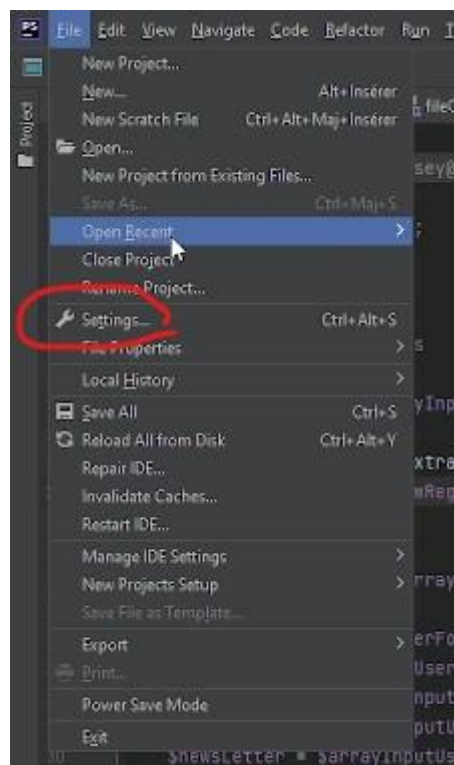 PS File Edit View Navigate Code Refactor Run
Project
New Project...
New... Alt+Insérer
New Scratch File Ctrl+Alt+Maj+Insérer
Open...
New Project from Existing Files...
Save As... Ctrl+Maj+S
Open Recent
Close Project
Rename Project...
Settings... Ctrl+Alt+S
File Properties
Local History
Save All Ctrl+S
Reload All from Disk Ctrl+Alt+Y
Repair IDE...
Invalidate Caches...
Restart IDE...
Manage IDE Settings
New Projects Setup
Save File as Template...
Export
Print...
Power Save Mode
Exit
$newsLetter =